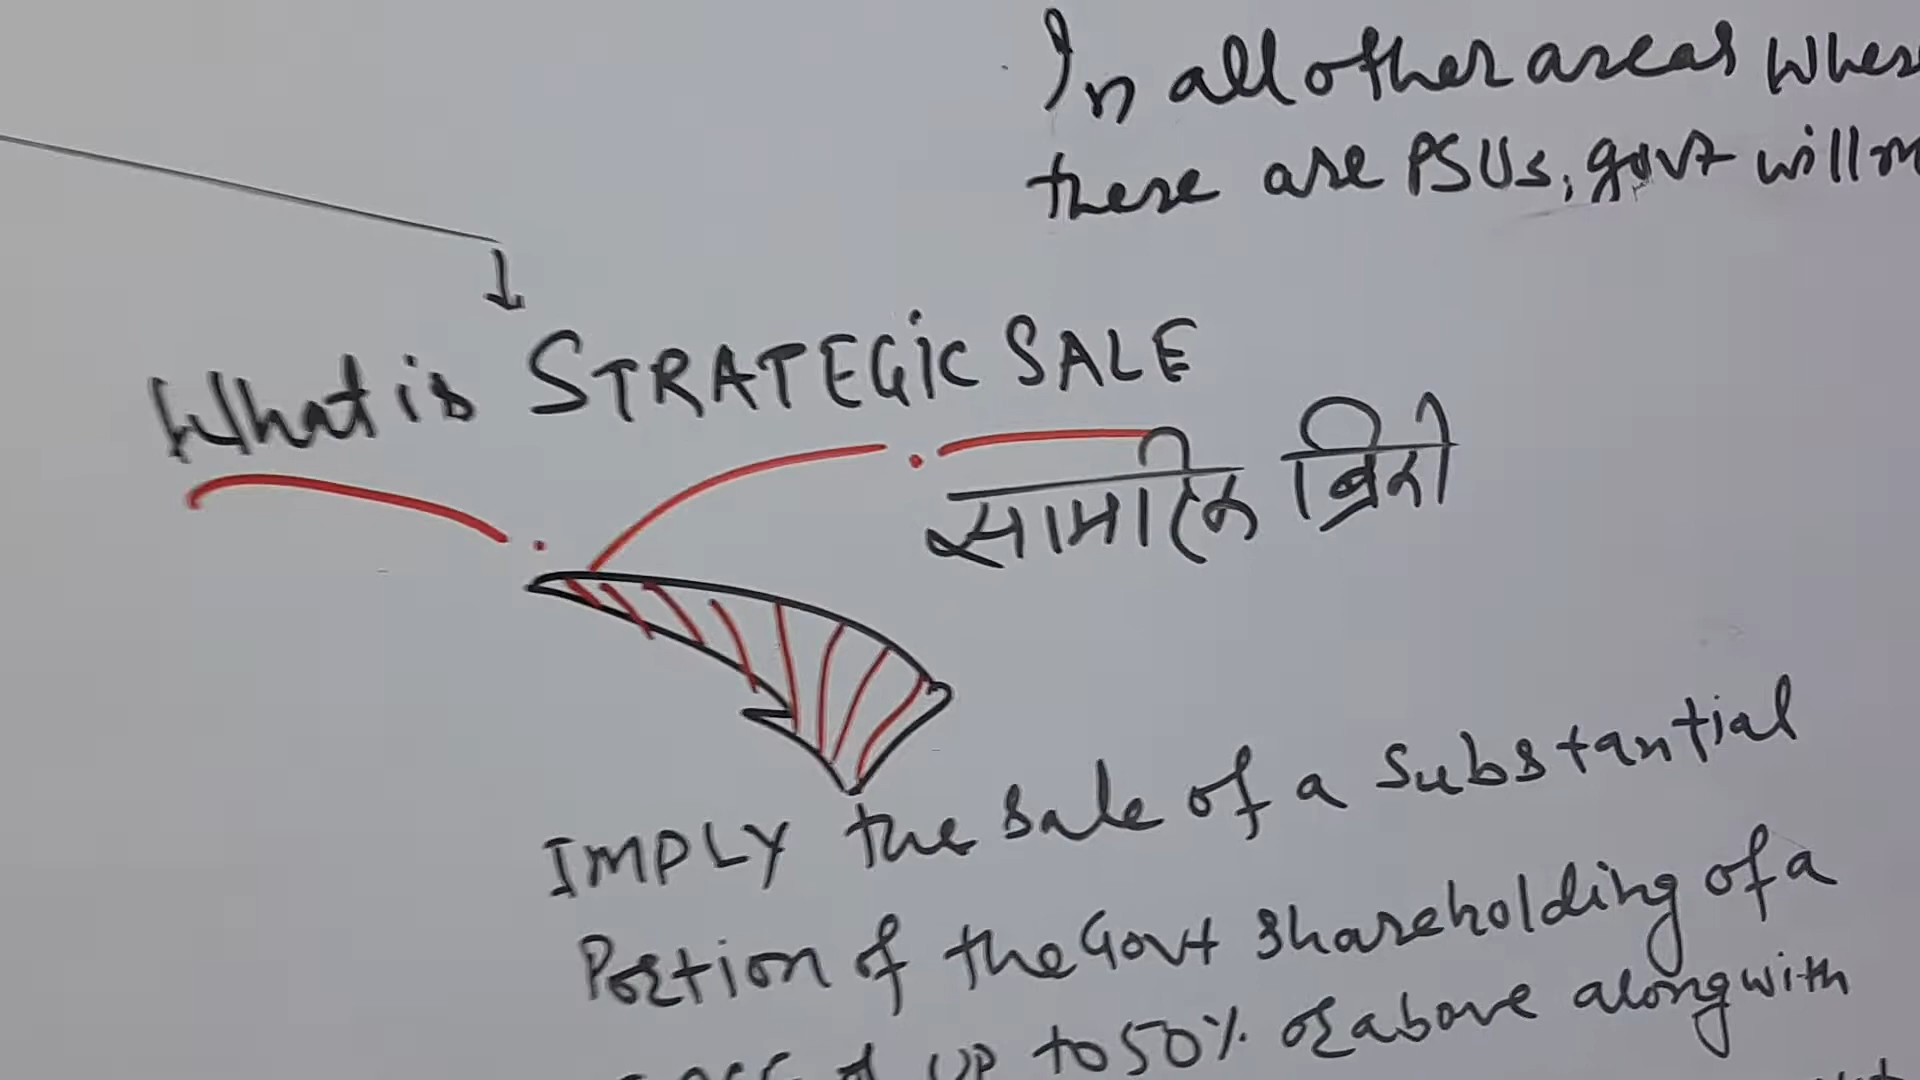 In all other areas wher
there are PSUs, govt will n
What is STRATEGIC SALE
सामरिक बिक्री
IMPLY the sale of a substantial
Portion of the Govt shareholding of a
up to 50% or above along with